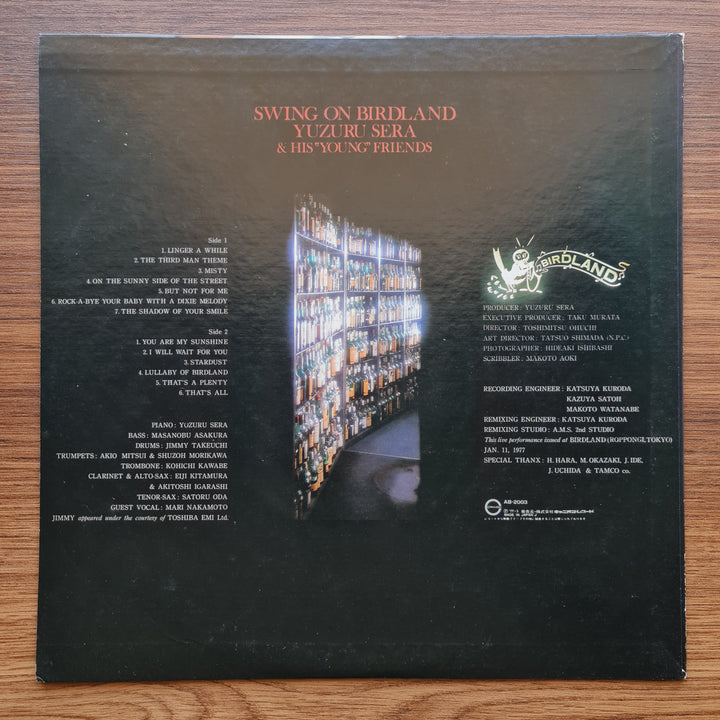 SWING ON BIRDLAND
YUZURU SERA
& HIS "YOUNG" FRIENDS
Side 1
1. LINGER A WHILE
2. THE THIRD MAN THEME
3. MISTY
4. ON THE SUNNY SIDE OF THE STREET
5. BUT NOT FOR ME
6. ROCK-A-BYE YOUR BABY WITH A DIXIE MELODY
7. THE SHADOW OF YOUR SMILE
Side 2
1. YOU ARE MY SUNSHINE
2. I WILL WAIT FOR YOU
3. STARDUST
4. LULLABY OF BIRDLAND
5. THAT'S A PLENTY
6. THAT'S ALL
PIANO: YUZURU SERA
BASS: MASANOBU ASAKURA
DRUMS: JIMMY TAKEUCHI
TRUMPETS: AKIO MITSUI & SHUZOH MORIKAWA
TROMBONE: KOHICHI KAWABE
CLARINET & ALTO-SAX: EIJI KITAMURA
& AKITOSHI IGARASHI
TENOR-SAX: SATORU ODA
GUEST VOCAL: MARI NAKAMOTO
JIMMY appeared under the courtesy of TOSHIBA EMI Ltd.
BIRDLAND
PRODUCER: YUZURU SERA
EXECUTIVE PRODUCER: TAKU MURATA
DIRECTOR: TOSHIMITSU OHUCHI
ART DIRECTOR: TATSUO SHIMADA (N.P.C.)
PHOTOGRAPHER: HIDEAKI ISHIBASHI
SCRIBBLER: MAKOTO AOKI
RECORDING ENGINEER: KATSUYA KURODA
KAZUYA SATOH
MAKOTO WATANABE
REMIXING ENGINEER: KATSUYA KURODA
REMIXING STUDIO: A.M.S. 2nd STUDIO
This live performance issued at BIRDLAND (ROPPONGI, TOKYO)
JAN. 11, 1977
SPECIAL THANX: H. HARA, M. OKAZAKI, J. IDE,
J. UCHIDA & TAMCO co.
AB-2003
MADE IN JAPAN